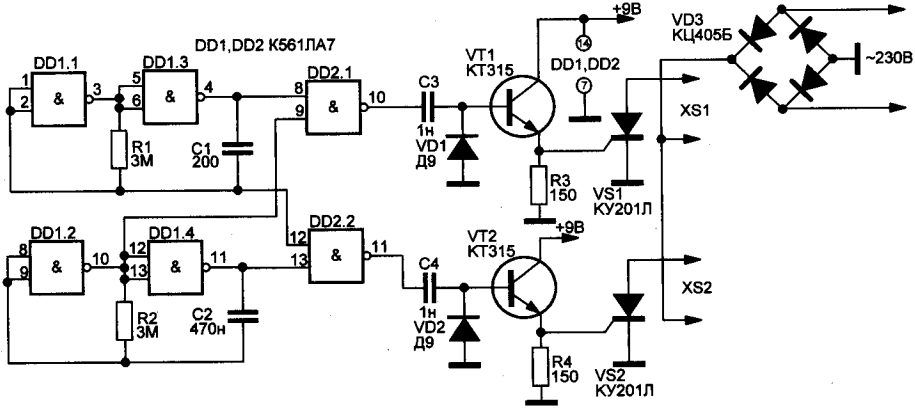 DD1,DD2 К561ЛА7
DD1.1
1
2
&
3
DD1.3
5
6
&
4
R1
3М
C1
200
DD2.1
8
9
&
10
C3
1н
VD1
Д9
VT1
КТ315
+9В
14
DD1,DD2
7
R3
150
VS1
КУ201Л
XS1
VD3
КЦ405Б
~230В
DD1.2
8
9
&
10
DD1.4
12
13
&
11
R2
3М
C2
470н
DD2.2
12
13
&
11
C4
1н
VD2
Д9
VT2
КТ315
+9В
R4
150
VS2
КУ201Л
XS2